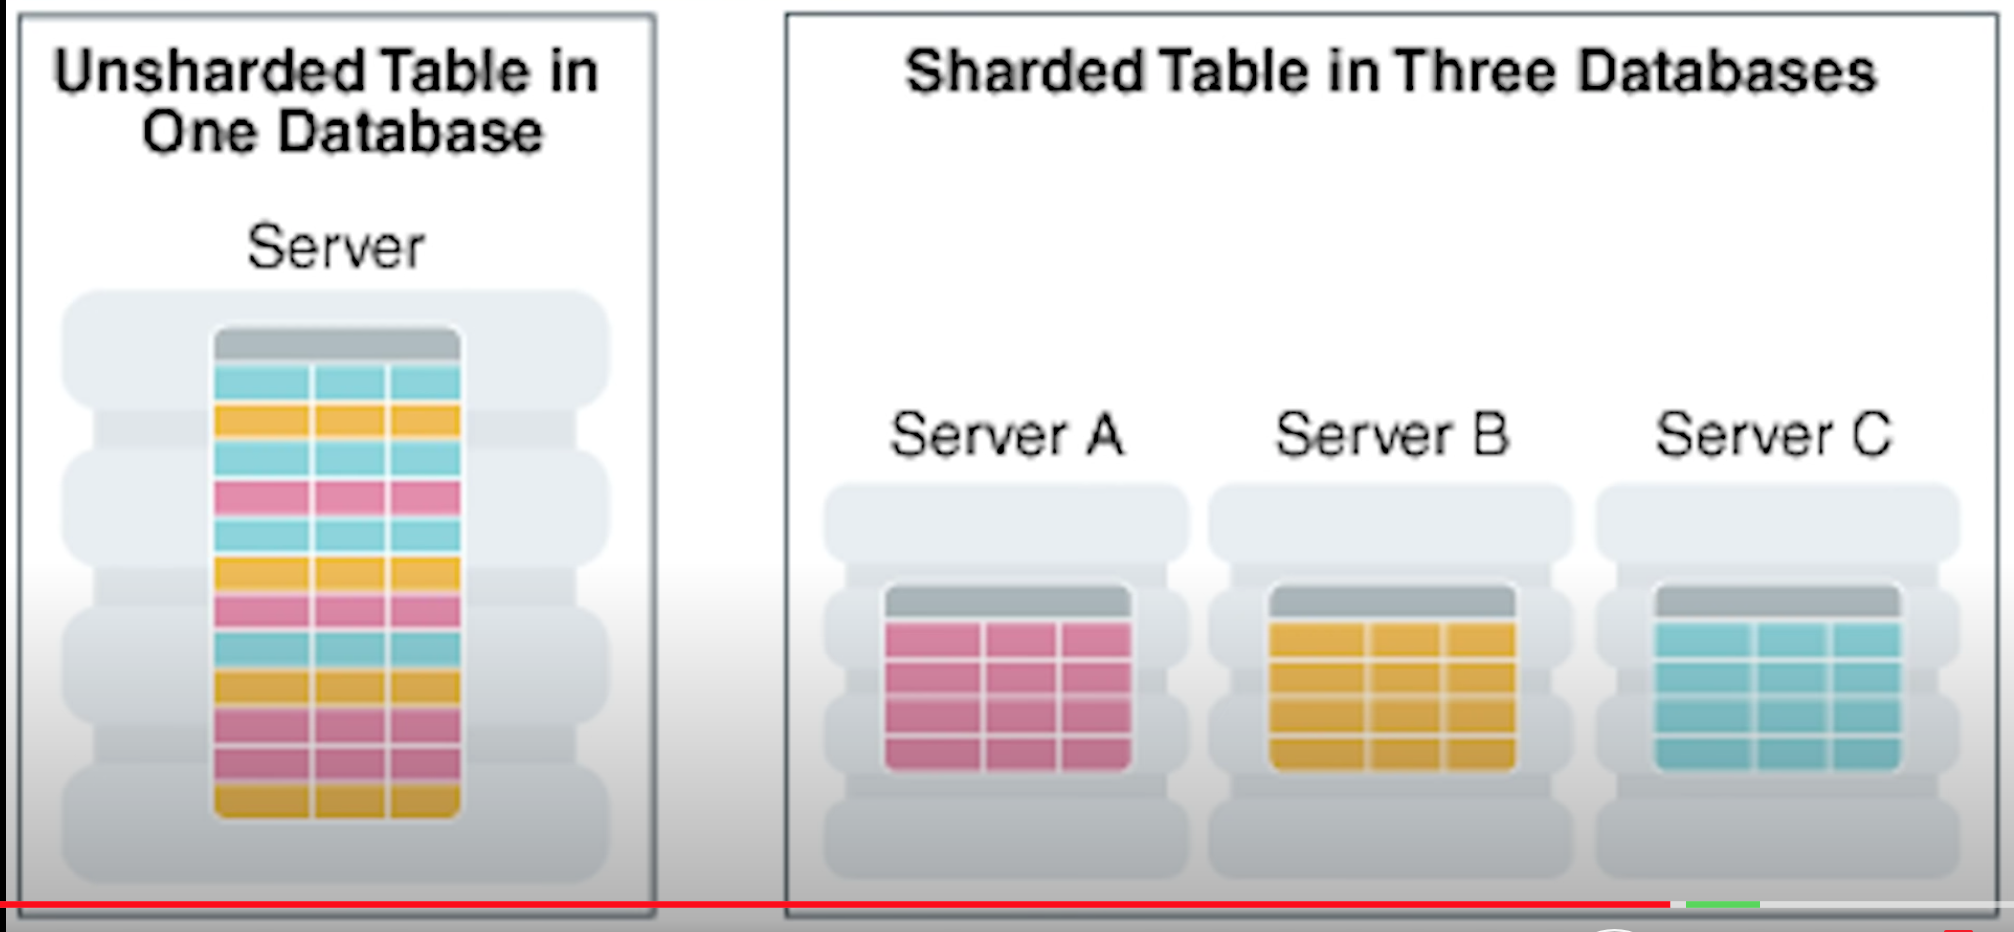 Unsharded Table in
One Database
Server
Sharded Table in Three Databases
Server A
Server B
Server C